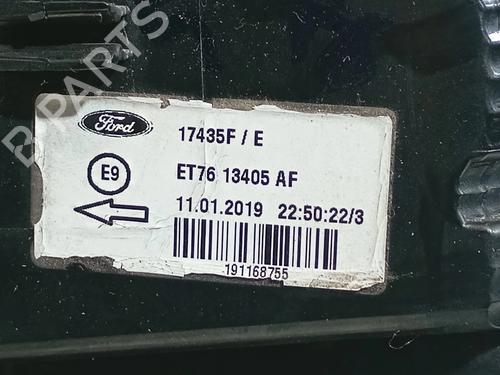 B PARTS
Ford
17435F / E
E9
ET76 13405 AF
11.01.2019 22:50:22/3
191168755